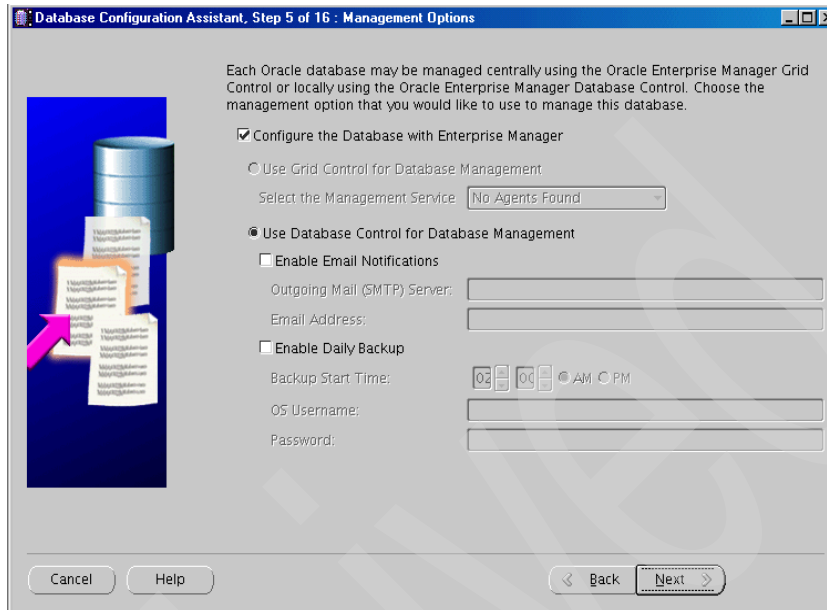 Database Configuration Assistant, Step 5 of 16 : Management Options
Each Oracle database may be managed centrally using the Oracle Enterprise Manager Grid
Control or locally using the Oracle Enterprise Manager Database Control. Choose the
management option that you would like to use to manage this database.
Configure the Database with Enterprise Manager
Use Grid Control for Database Management
Select the Management Service No Agents Found
Use Database Control for Database Management
Enable Email Notifications
Outgoing Mail (SMTP) Server:
Email Address:
Enable Daily Backup
Backup Start Time: 02 00 AM PM
OS Username:
Password:
Cancel Help Back Next